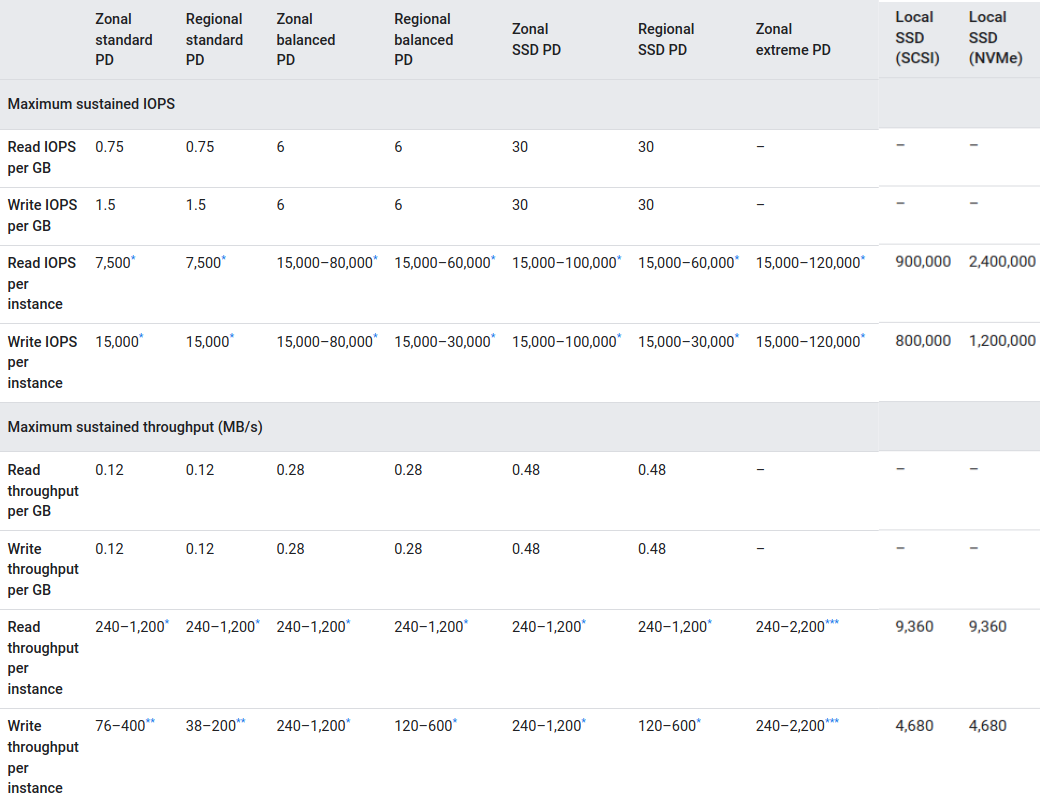 Zonal standard PD | Regional standard PD | Zonal balanced PD | Regional balanced PD | Zonal SSD PD | Regional SSD PD | Zonal extreme PD | Local SSD (SCSI) | Local SSD (NVMe)
Maximum sustained IOPS
Read IOPS per GB | 0.75 | 0.75 | 6 | 6 | 30 | 30 | – | – | –
Write IOPS per GB | 1.5 | 1.5 | 6 | 6 | 30 | 30 | – | – | –
Read IOPS per instance | 7,500* | 7,500* | 15,000–80,000* | 15,000–60,000* | 15,000–100,000* | 15,000–60,000* | 15,000–120,000* | 900,000 | 2,400,000
Write IOPS per instance | 15,000* | 15,000* | 15,000–80,000* | 15,000–30,000* | 15,000–100,000* | 15,000–30,000* | 15,000–120,000* | 800,000 | 1,200,000
Maximum sustained throughput (MB/s)
Read throughput per GB | 0.12 | 0.12 | 0.28 | 0.28 | 0.48 | 0.48 | – | – | –
Write throughput per GB | 0.12 | 0.12 | 0.28 | 0.28 | 0.48 | 0.48 | – | – | –
Read throughput per instance | 240–1,200* | 240–1,200* | 240–1,200* | 240–1,200* | 240–1,200* | 240–1,200* | 240–2,200*** | 9,360 | 9,360
Write throughput per instance | 76–400** | 38–200** | 240–1,200* | 120–600* | 240–1,200* | 120–600* | 240–2,200*** | 4,680 | 4,680